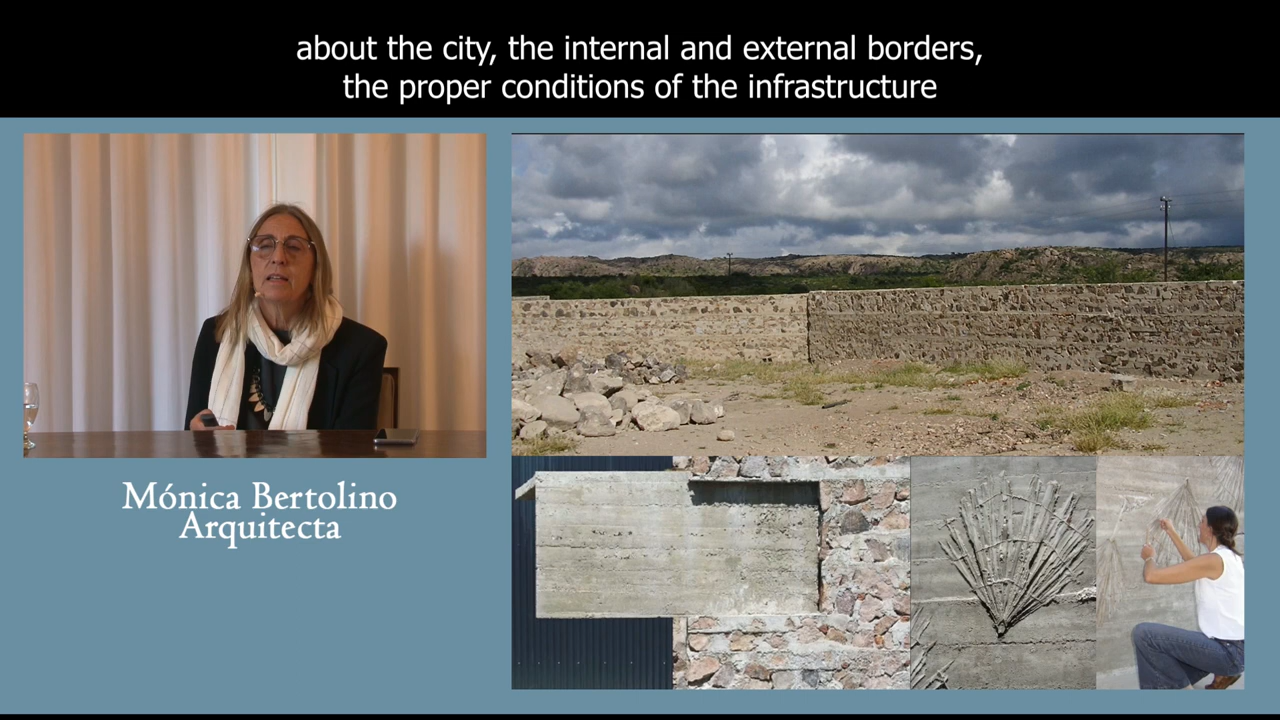 about the city, the internal and external borders,
the proper conditions of the infrastructure
Mónica Bertolino
Arquitecta